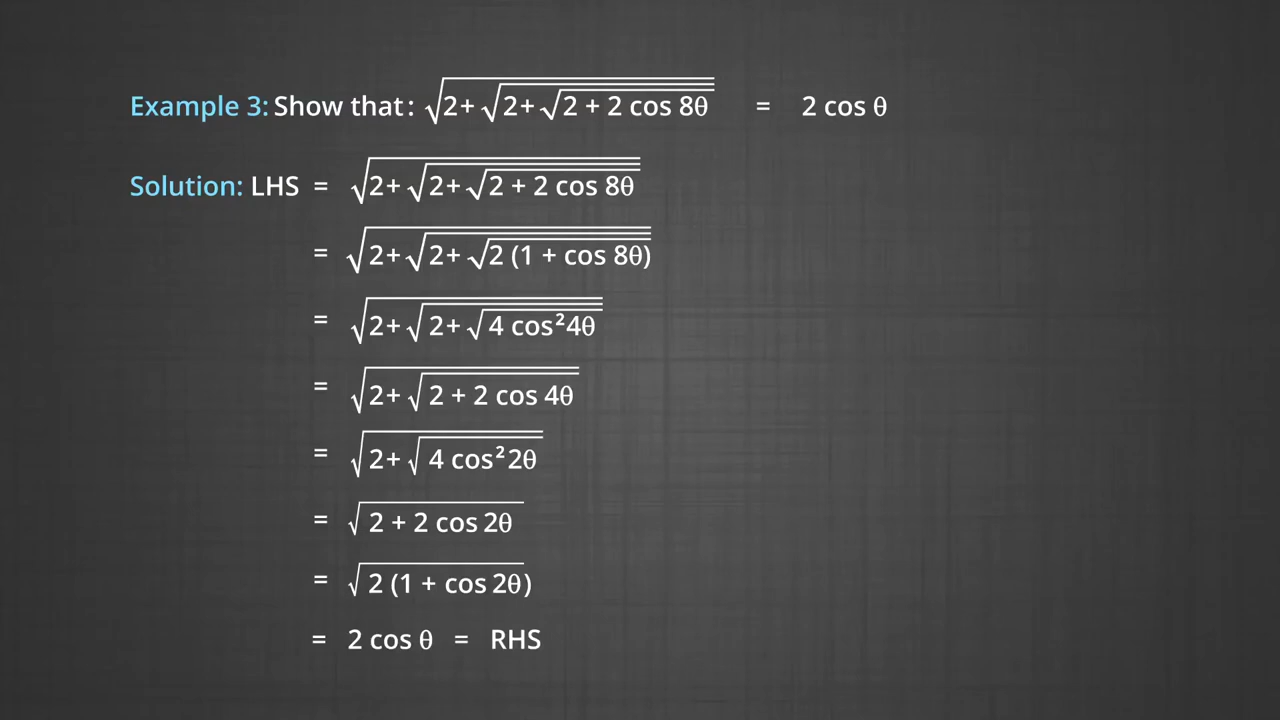 Example 3: Show that: √(2+ √(2+ √(2 + 2 cos 8θ))) = 2 cos θ
Solution: LHS = √(2+ √(2+ √(2 + 2 cos 8θ)))
= √(2+ √(2+ √(2 (1 + cos 8θ))))
= √(2+ √(2+ √(4 cos²4θ)))
= √(2+ √(2 + 2 cos 4θ))
= √(2+ √(4 cos²2θ))
= √(2 + 2 cos 2θ)
= √(2 (1 + cos 2θ))
= 2 cos θ = RHS